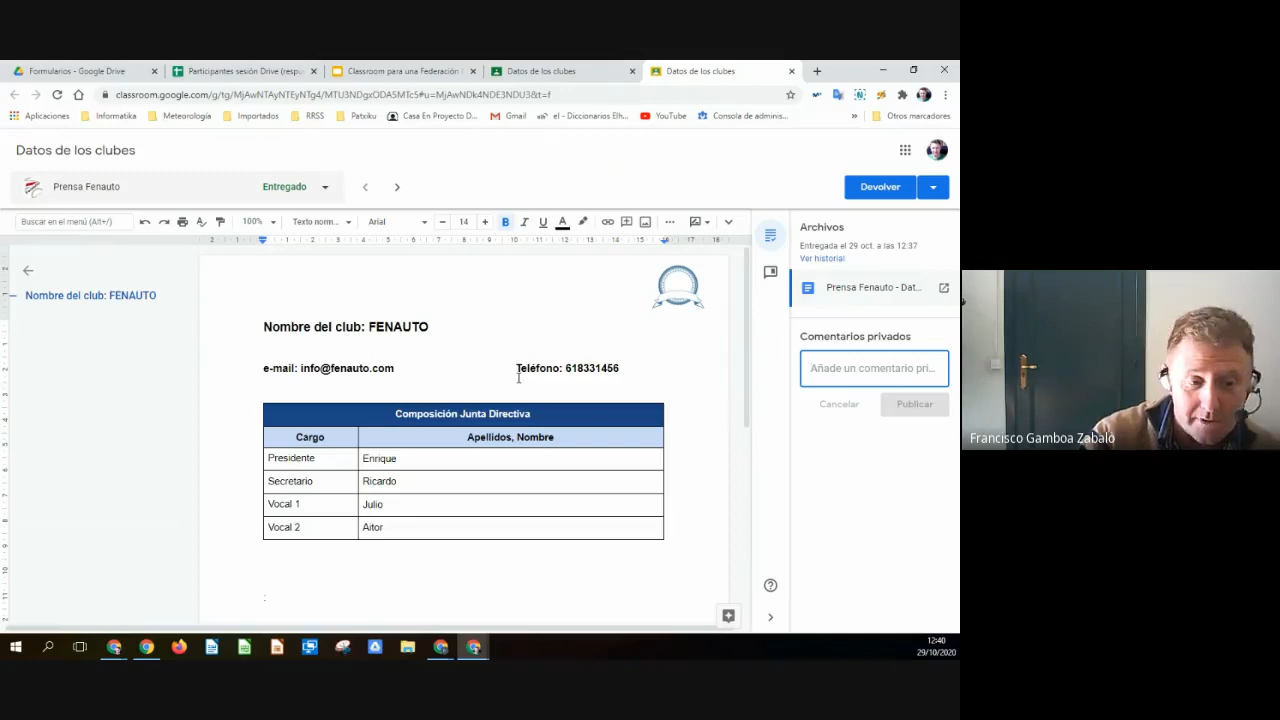 Formularios - Google Drive
Participantes sesión Drive (respu
Classroom para una Federación
Datos de los clubes
Datos de los clubes
classroom.google.com/g/tg/MjAwNTAyNTEyNTg4/MTU3NDgxODA5MTc5#u=MjAwNDk4NDE3NDU3&t=f
Aplicaciones
Informatika
Meteorología
Importados
RRSS
Patxiku
Casa En Proyecto D...
Gmail
el - Diccionarios Elh...
YouTube
Consola de adminis...
»
Otros marcadores
Datos de los clubes
Prensa Fenauto
Entregado
Devolver
Buscar en el menú (Alt+/)
100%
Texto norm...
Arial
14
Archivos
Entregada el 29 oct. a las 12:37
Ver historial
Prensa Fenauto - Dat...
Comentarios privados
Añade un comentario pri...
Cancelar
Publicar
Nombre del club: FENAUTO
Nombre del club: FENAUTO
e-mail: info@fenauto.com
Teléfono: 618331456
Composición Junta Directiva
Cargo
Apellidos, Nombre
Presidente
Enrique
Secretario
Ricardo
Vocal 1
Julio
Vocal 2
Aitor
:
12:40
29/10/2020
Francisco Gamboa Zabalo